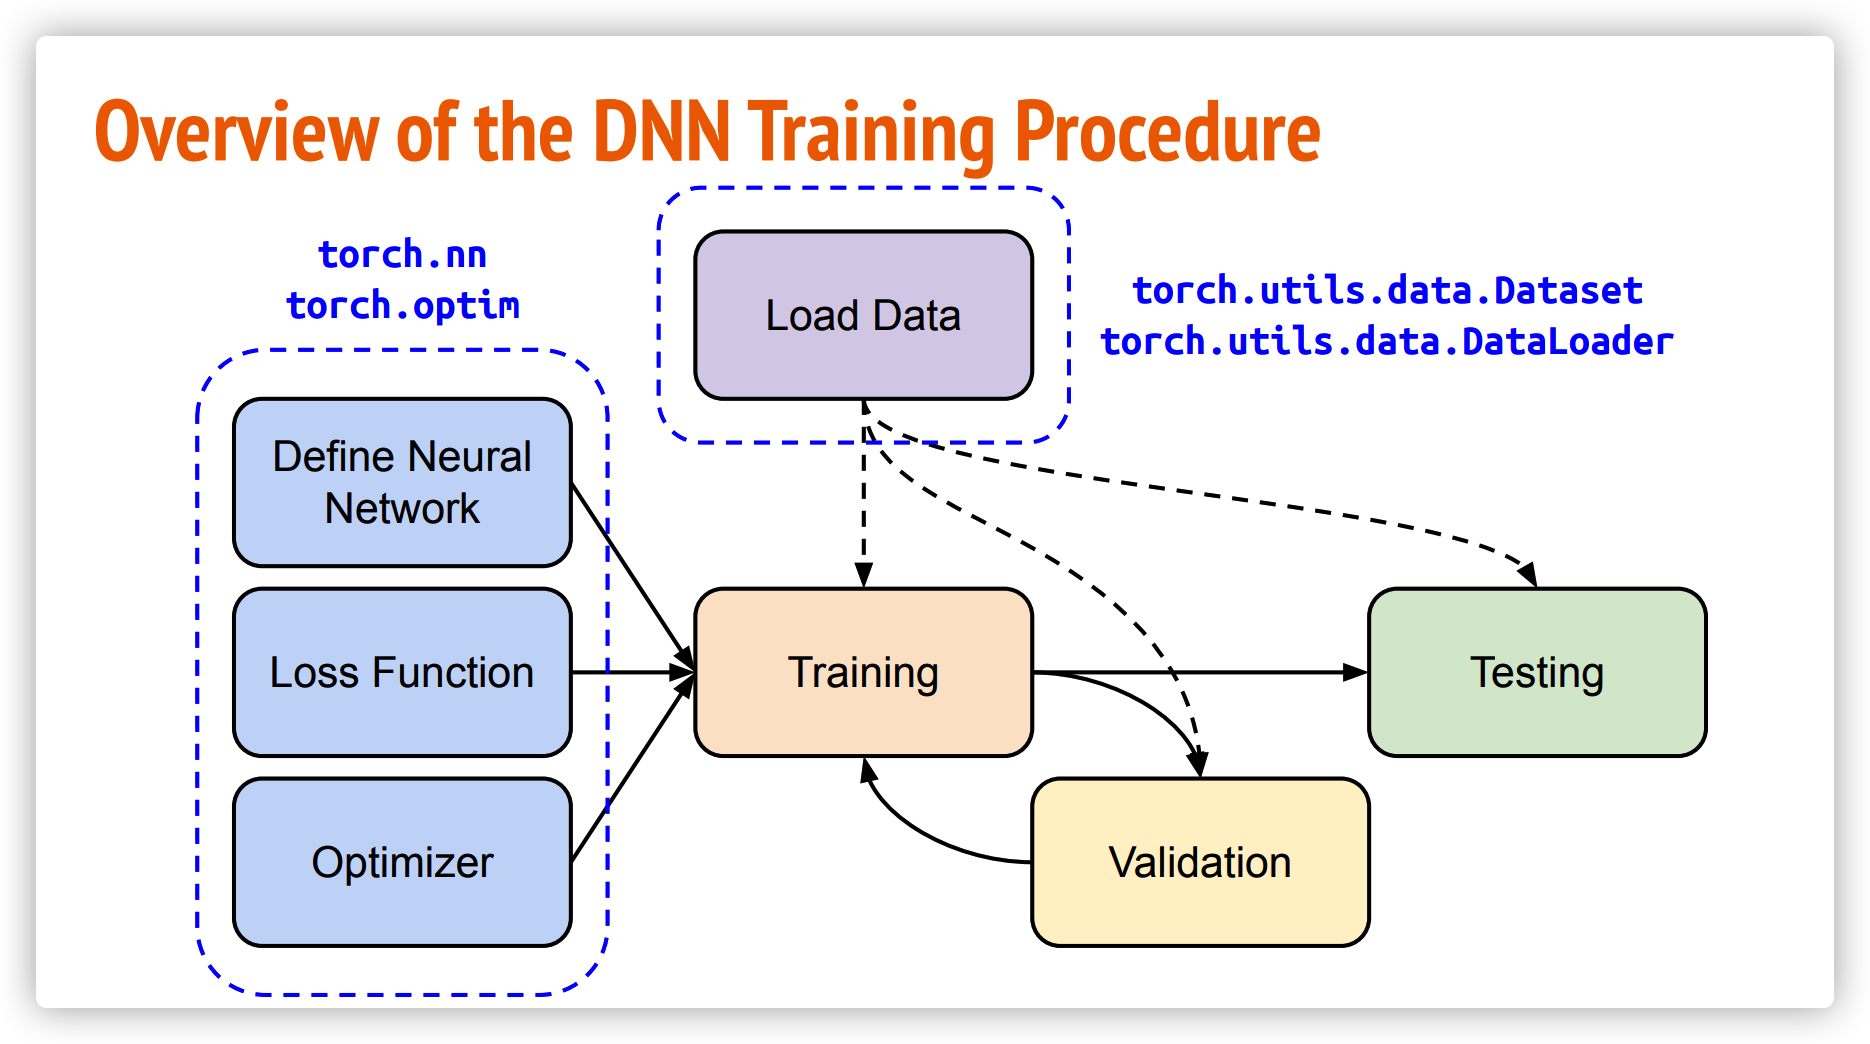 Overview of the DNN Training Procedure
torch.nn
torch.optim
Load Data
torch.utils.data.Dataset
torch.utils.data.DataLoader
Define Neural
Network
Loss Function
Optimizer
Training
Validation
Testing